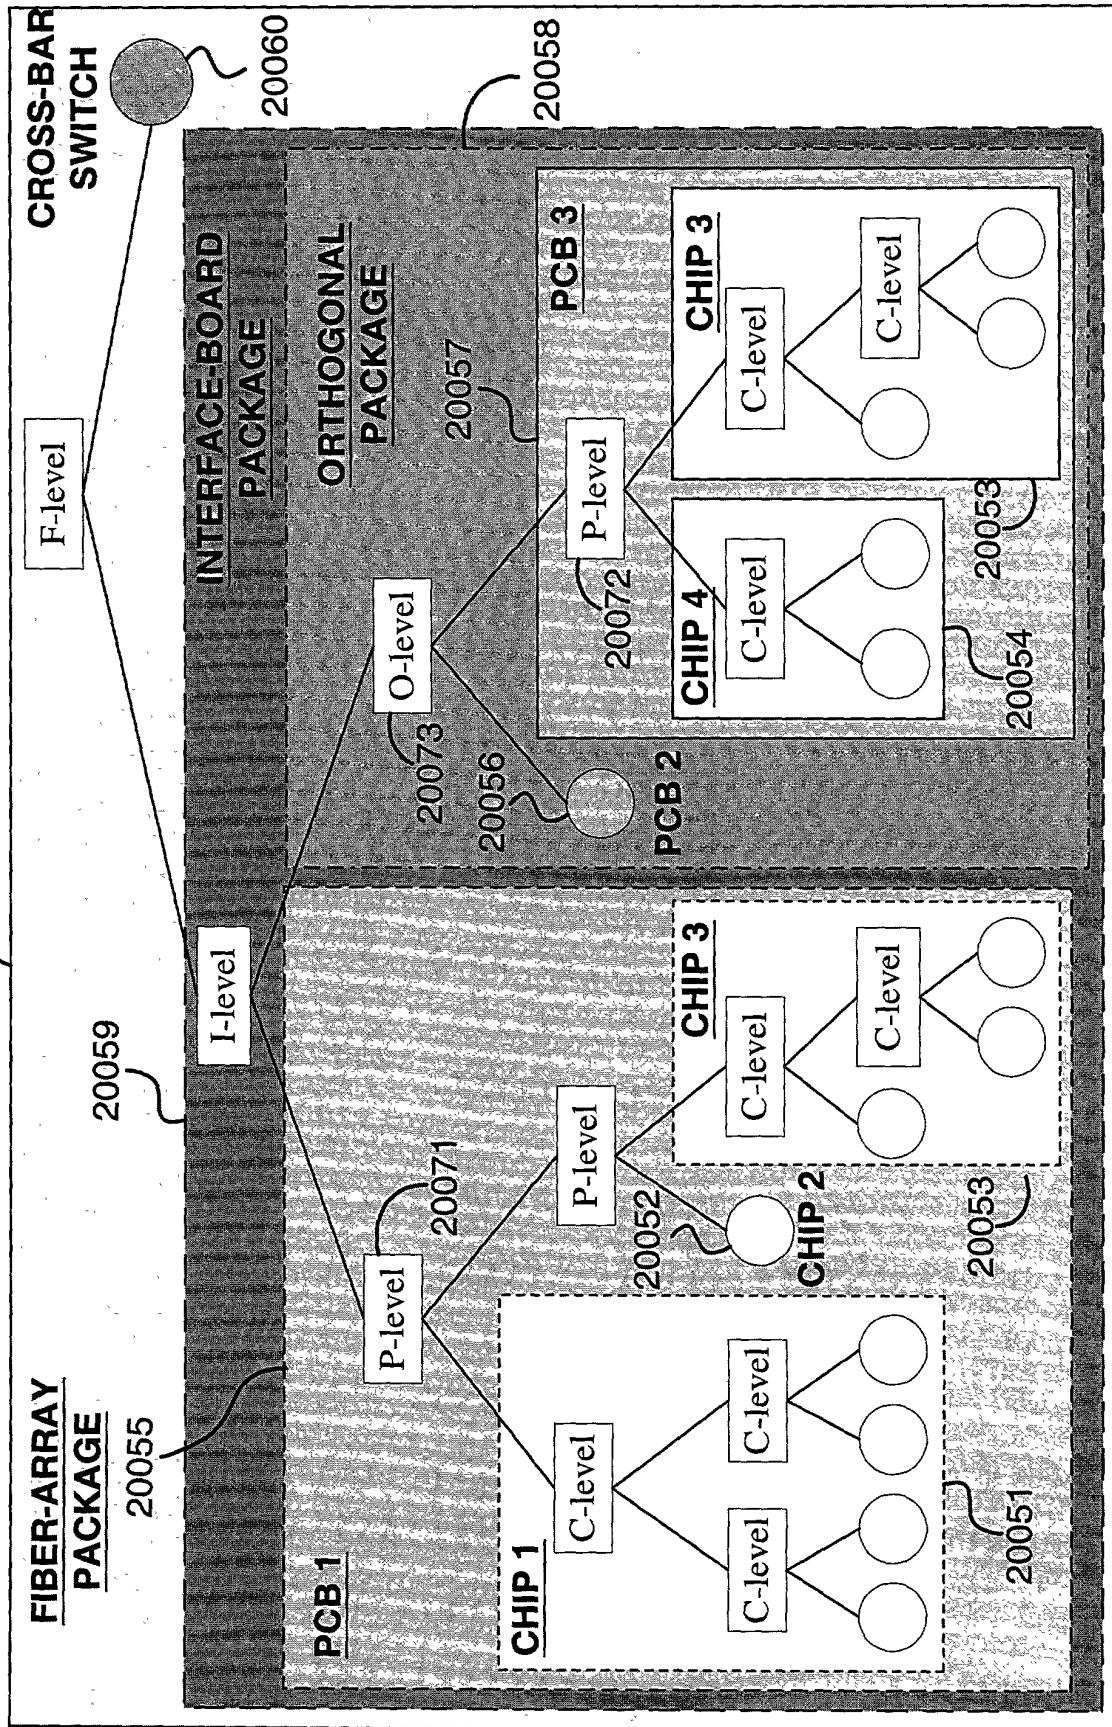 FIBER-ARRAY
PACKAGE
F-level
CROSS-BAR
SWITCH
20060
20059
I-level
INTERFACE-BOARD
PACKAGE
20055
PCB 1
P-level
20071
CHIP 1
C-level
C-level
C-level
20051
P-level
20052
CHIP 2
CHIP 3
C-level
C-level
20053
ORTHOGONAL
PACKAGE
20058
O-level
20073
20056
PCB 2
20057
PCB 3
P-level
20072
CHIP 4
C-level
20054
CHIP 3
C-level
C-level
20053